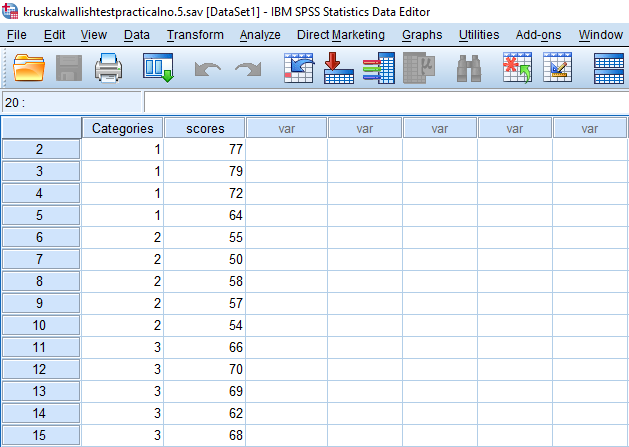 kruskalwallishtestpracticalno.5.sav [DataSet1] - IBM SPSS Statistics Data Editor
File Edit View Data Transform Analyze Direct Marketing Graphs Utilities Add-ons Window
20 :
Categories scores var var var var var
2 1 77
3 1 79
4 1 72
5 1 64
6 2 55
7 2 50
8 2 58
9 2 57
10 2 54
11 3 66
12 3 70
13 3 69
14 3 62
15 3 68